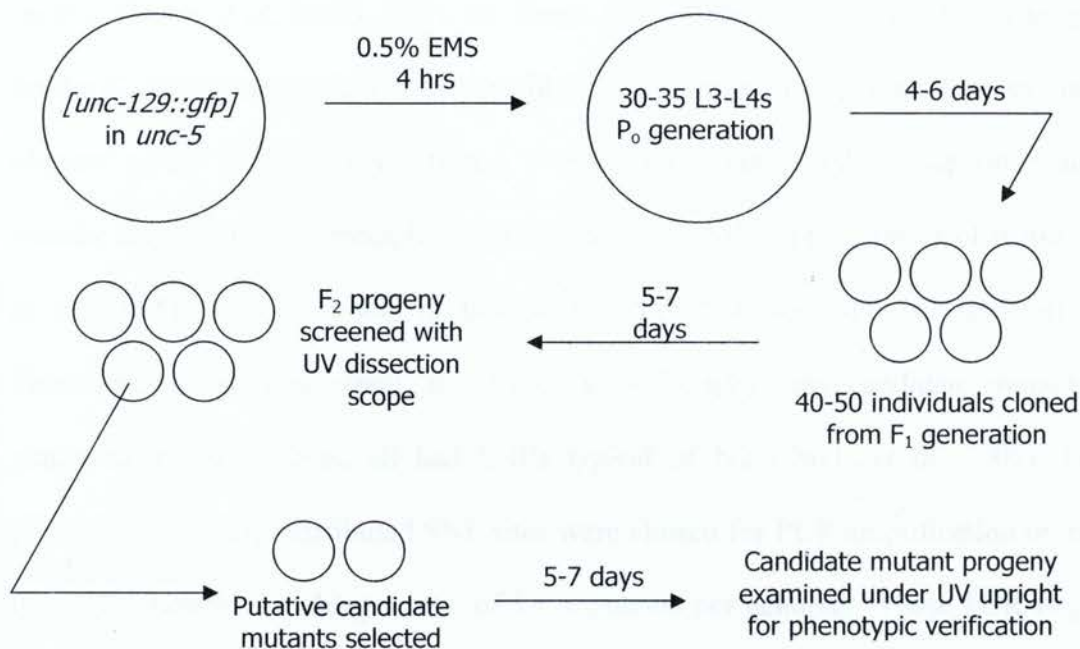 [unc-129::gfp]
in unc-5
0.5% EMS
4 hrs
30-35 L3-L4s
Po generation
4-6 days
40-50 individuals cloned
from F1 generation
5-7
days
F2 progeny
screened with
UV dissection
scope
Putative candidate
mutants selected
5-7 days
Candidate mutant progeny
examined under UV upright
for phenotypic verification